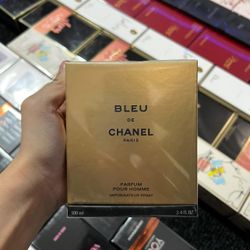 BLEU
DE
CHANEL
PARIS
PARFUM
POUR HOMME
VAPORISATEUR SPRAY
100 ml
3.4 FL. OZ